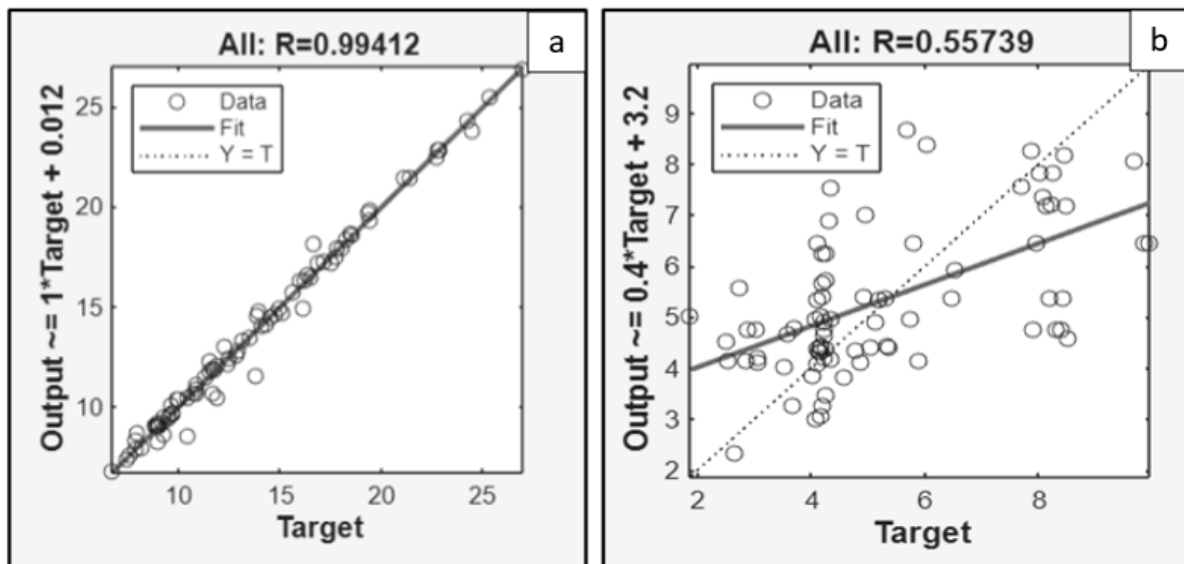 All: R=0.99412
a
Output ~= 1*Target + 0.012
Data
Fit
Y = T
25
20
15
10
10 15 20 25
Target
All: R=0.55739
b
Output ~= 0.4*Target + 3.2
Data
Fit
Y = T
9
8
7
6
5
4
3
2
2 4 6 8
Target